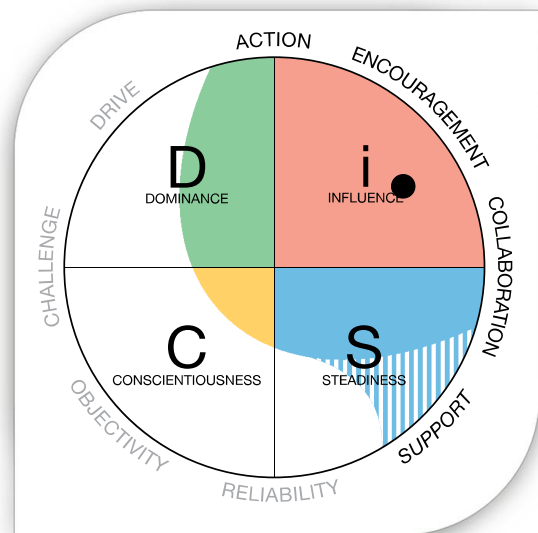 ACTION
ENCOURAGEMENT
DRIVE
D
DOMINANCE
i
INFLUENCE
CHALLENGE
COLLABORATION
C
CONSCIENTIOUSNESS
S
STEADINESS
OBJECTIVITY
SUPPORT
RELIABILITY